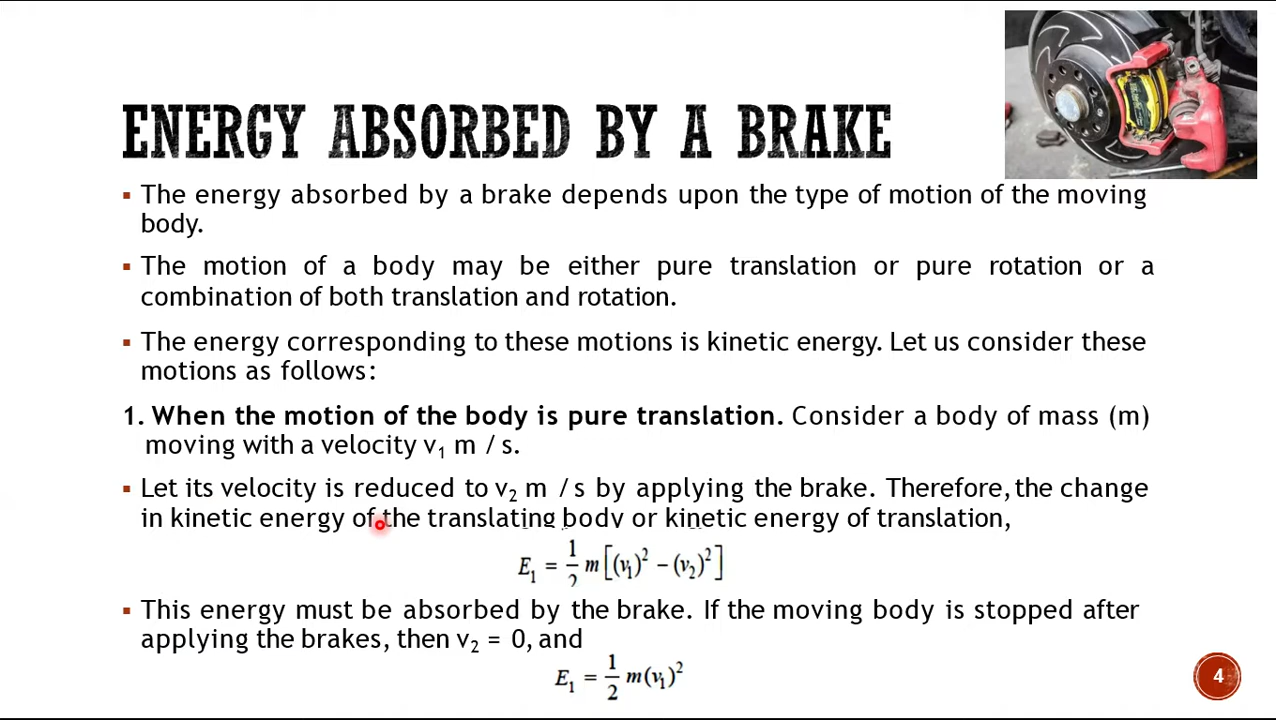 ENERGY ABSORBED BY A BRAKE
▪ The energy absorbed by a brake depends upon the type of motion of the moving
body.
▪ The motion of a body may be either pure translation or pure rotation or a
combination of both translation and rotation.
▪ The energy corresponding to these motions is kinetic energy. Let us consider these
motions as follows:
1. When the motion of the body is pure translation. Consider a body of mass (m)
moving with a velocity v₁ m / s.
▪ Let its velocity is reduced to v₂ m / s by applying the brake. Therefore, the change
in kinetic energy of the translating body or kinetic energy of translation,
E₁ = 1/2 m [(v₁)² − (v₂)²]
▪ This energy must be absorbed by the brake. If the moving body is stopped after
applying the brakes, then v₂ = 0, and
E₁ = 1/2 m(v₁)²
4